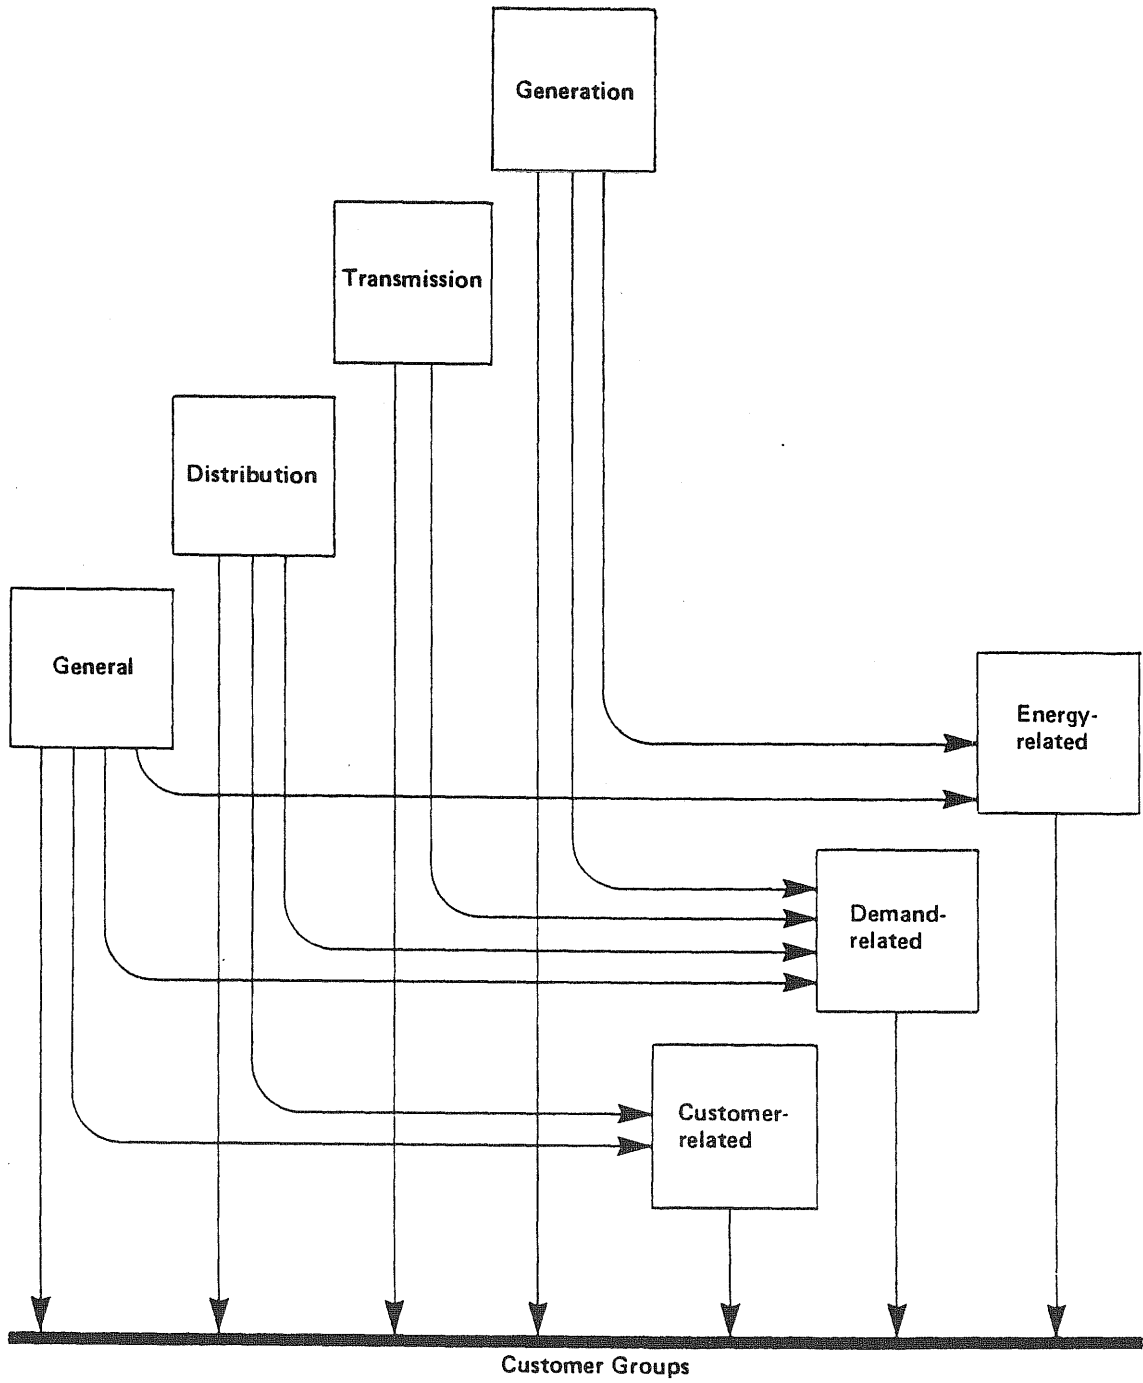 Generation
Transmission
Distribution
General
Energy-
related
Demand-
related
Customer-
related
Customer Groups